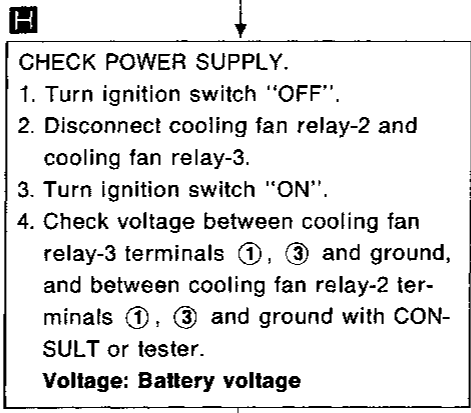 H
CHECK POWER SUPPLY.
1. Turn ignition switch "OFF".
2. Disconnect cooling fan relay-2 and
cooling fan relay-3.
3. Turn ignition switch "ON".
4. Check voltage between cooling fan
relay-3 terminals ①, ③ and ground,
and between cooling fan relay-2 ter-
minals ①, ③ and ground with CON-
SULT or tester.
Voltage: Battery voltage